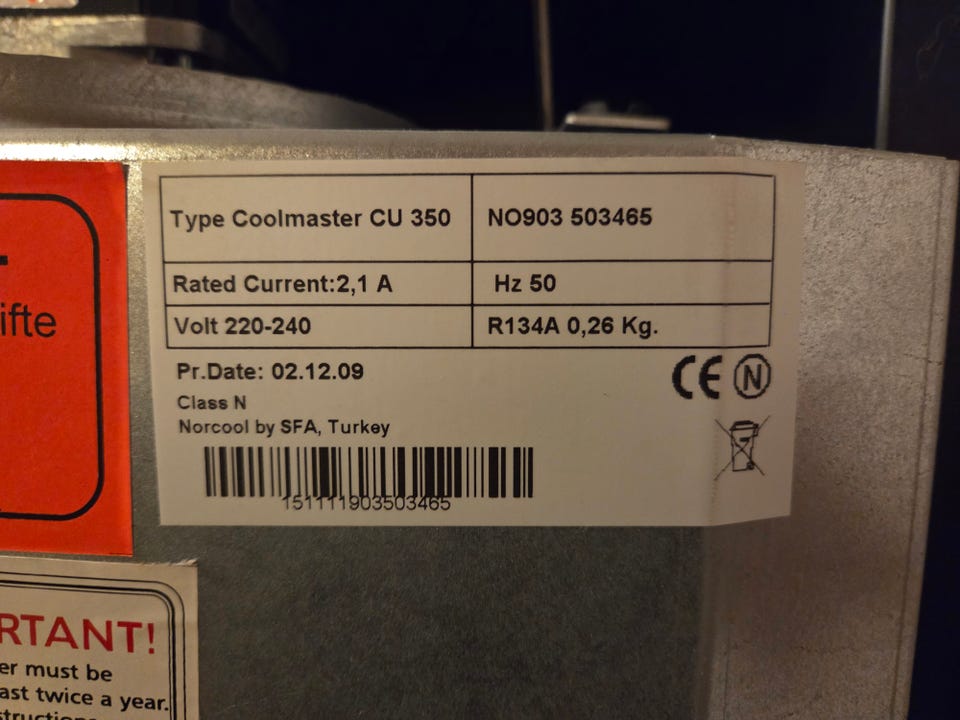 Type Coolmaster CU 350 NO903 503465
Rated Current:2,1 A Hz 50
Volt 220-240 R134A 0,26 Kg.
Pr.Date: 02.12.09
CE N
Class N
Norcool by SFA, Turkey
151111903503465
ifte
RTANT!
er must be
ast twice a year.